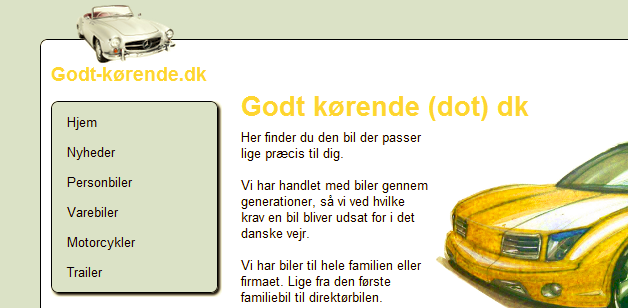 Godt-kørende.dk
Hjem
Nyheder
Personbiler
Varebiler
Motorcykler
Trailer
Godt kørende (dot) dk
Her finder du den bil der passer
lige præcis til dig.
Vi har handlet med biler gennem
generationer, så vi ved hvilke
krav en bil bliver udsat for i det
danske vejr.
Vi har biler til hele familien eller
firmaet. Lige fra den første
familiebil til direktørbilen.